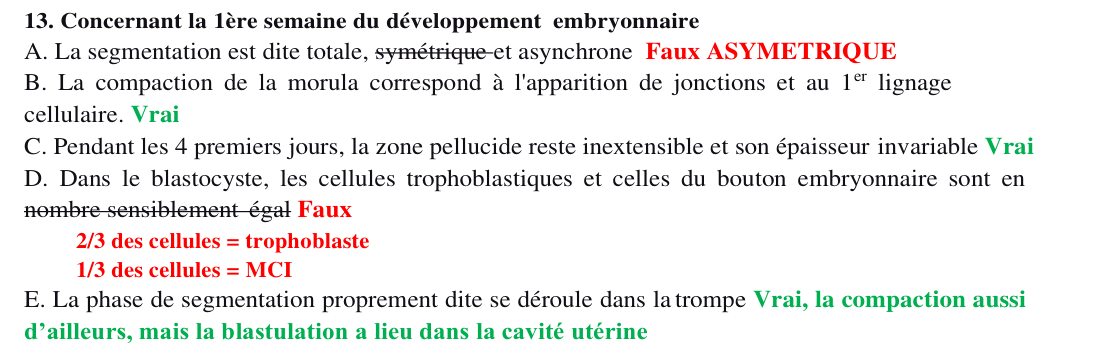 13. Concernant la 1ère semaine du développement embryonnaire
A. La segmentation est dite totale, symétrique et asynchrone Faux ASYMETRIQUE
B. La compaction de la morula correspond à l'apparition de jonctions et au 1er lignage
cellulaire. Vrai
C. Pendant les 4 premiers jours, la zone pellucide reste inextensible et son épaisseur invariable Vrai
D. Dans le blastocyste, les cellules trophoblastiques et celles du bouton embryonnaire sont en
nombre sensiblement égal Faux
2/3 des cellules = trophoblaste
1/3 des cellules = MCI
E. La phase de segmentation proprement dite se déroule dans la trompe Vrai, la compaction aussi
d’ailleurs, mais la blastulation a lieu dans la cavité utérine